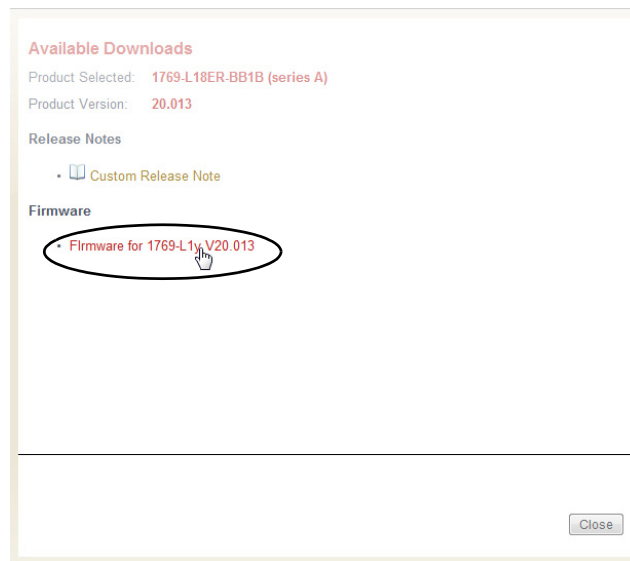 Available Downloads
Product Selected: 1769-L18ER-BB1B (series A)
Product Version: 20.013
Release Notes
• Custom Release Note
Firmware
• FIrmware for 1769-L1y V20.013
Close